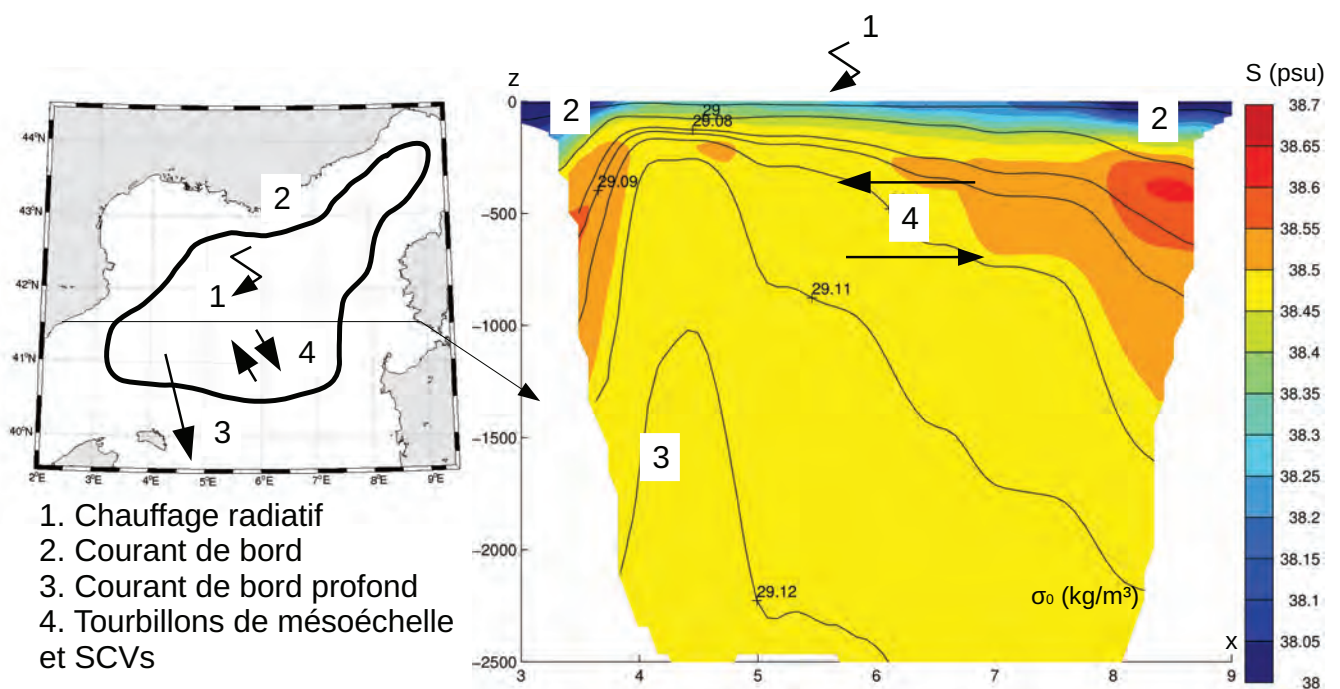 1
z
S (psu)
0
2
29
29.08
2
29.09
4
−500
29.11
−1000
−1500
3
−2000
29.12
σ₀ (kg/m³)
x
−2500
3
4
5
6
7
8
9
38.7
38.65
38.6
38.55
38.5
38.45
38.4
38.35
38.3
38.25
38.2
38.15
38.1
38.05
38
44°N
43°N
42°N
41°N
40°N
2
1
4
3
2°E
3°E
4°E
5°E
6°E
7°E
8°E
9°E
1. Chauffage radiatif
2. Courant de bord
3. Courant de bord profond
4. Tourbillons de mésoéchelle
et SCVs